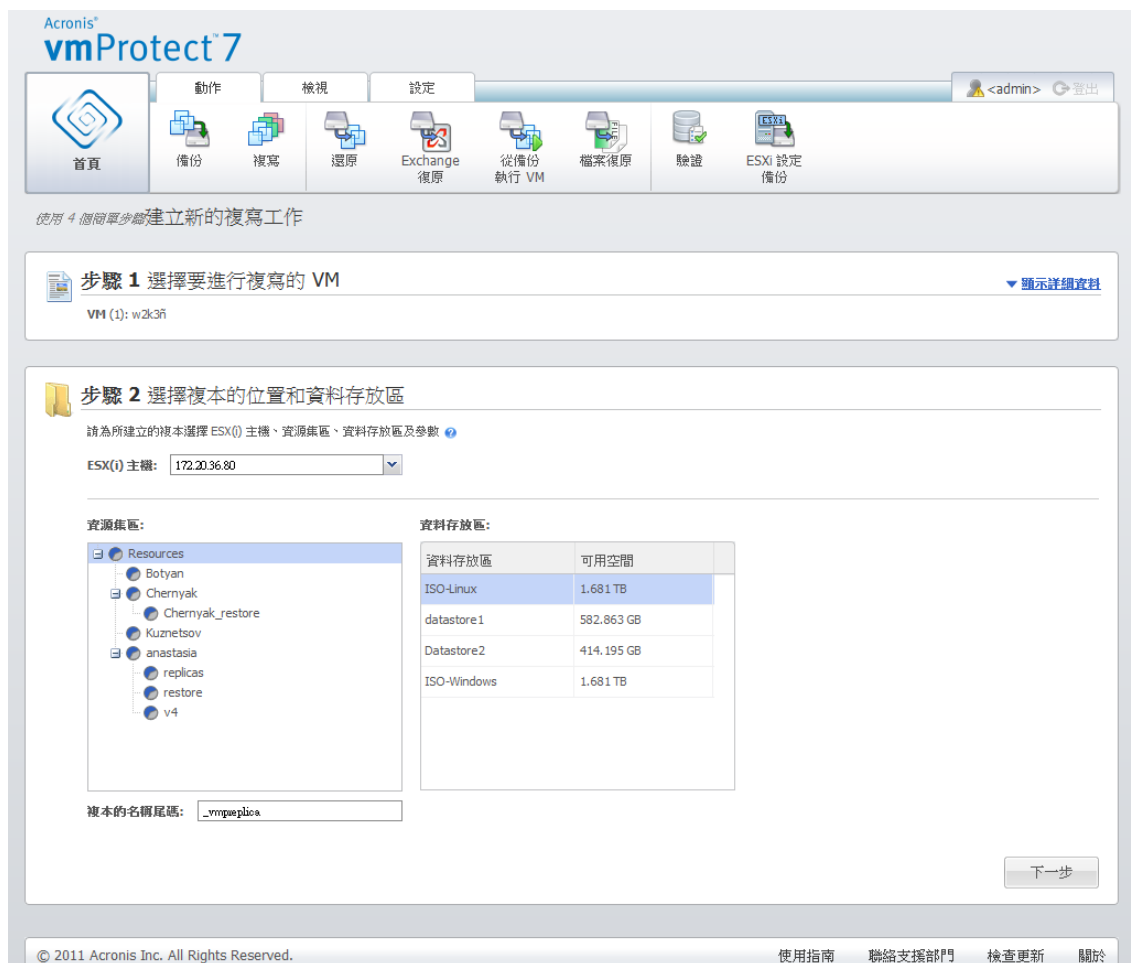 Acronis®
vmProtect™7
動作 檢視 設定
<admin> 登出
首頁
備份
複寫
還原
Exchange
復原
從備份
執行 VM
檔案復原
驗證
ESXi 設定
備份
使用 4 個簡單步驟建立新的複寫工作
步驟 1 選擇要進行複寫的 VM
顯示詳細資料
VM (1): w2k3ñ
步驟 2 選擇複本的位置和資料存放區
請為所建立的複本選擇 ESX(i) 主機、資源集區、資料存放區及參數
ESX(i) 主機: 172.20.36.80
資源集區:
Resources
Botyan
Chernyak
Chernyak_restore
Kuznetsov
anastasia
replicas
restore
v4
資料存放區:
資料存放區 可用空間
ISO-Linux 1.681 TB
datastore1 582.863 GB
Datastore2 414.195 GB
ISO-Windows 1.681 TB
複本的名稱尾碼: _vmpreplica
下一步
© 2011 Acronis Inc. All Rights Reserved.
使用指南 聯絡支援部門 檢查更新 關於